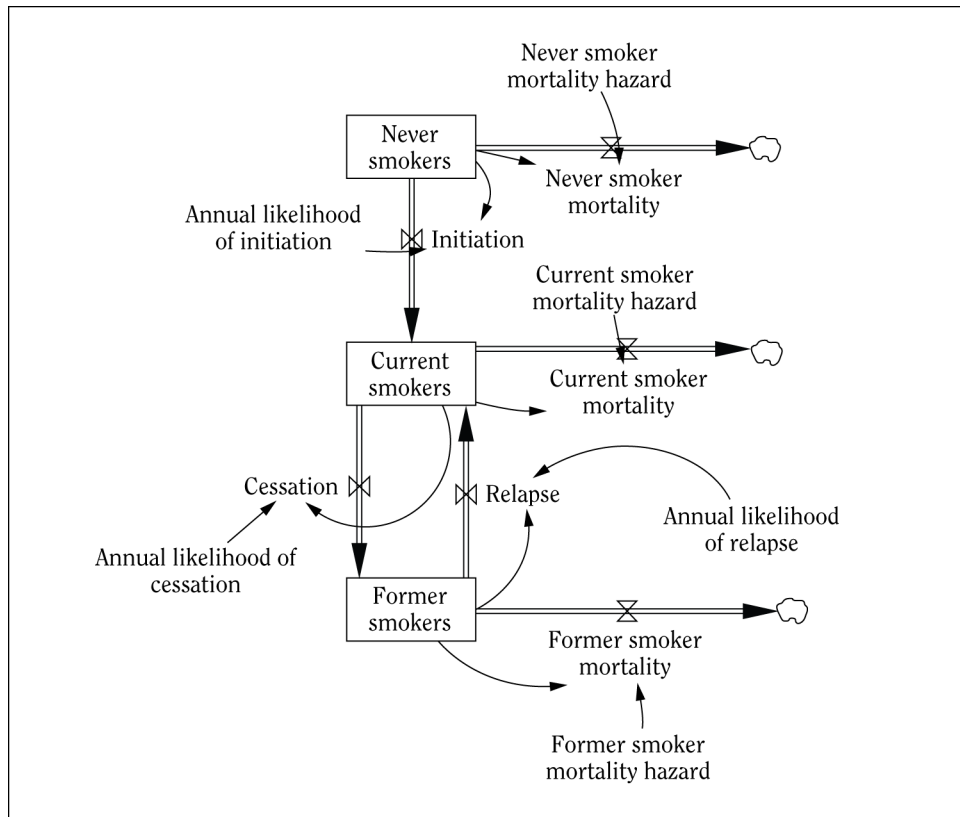 Never smoker
mortality hazard
Never
smokers
Never smoker
mortality
Annual likelihood
of initiation
Initiation
Current smoker
mortality hazard
Current
smokers
Current smoker
mortality
Cessation
Relapse
Annual likelihood
of relapse
Annual likelihood of
cessation
Former
smokers
Former smoker
mortality
Former smoker
mortality hazard